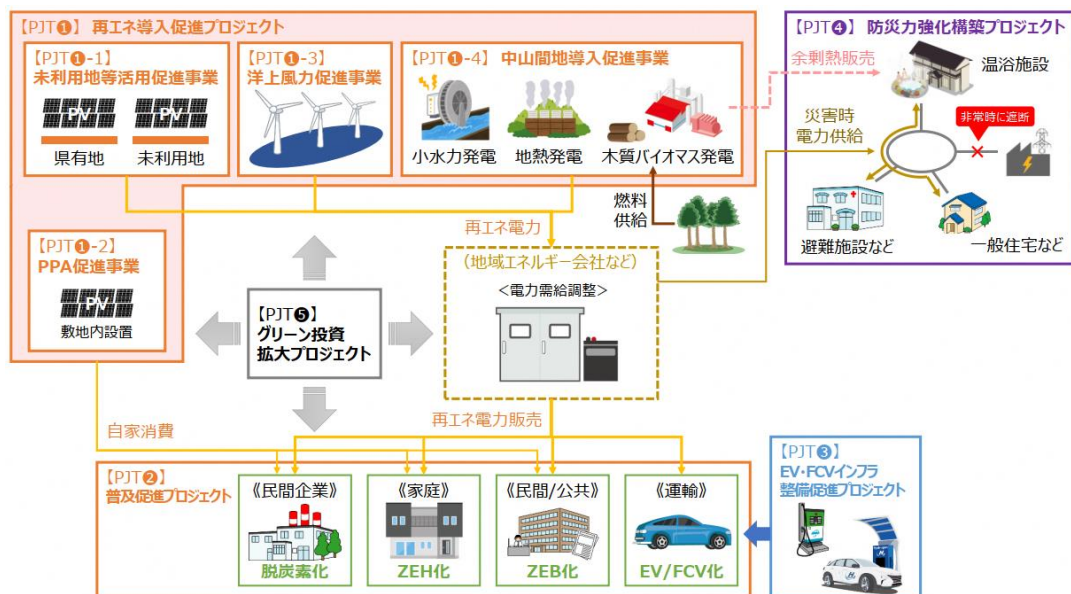 【PJT❶】 再エネ導入促進プロジェクト
【PJT❶-1】
未利用地等活用促進事業
PV
PV
県有地
未利用地
【PJT❶-3】
洋上風力促進事業
【PJT❶-4】 中山間地導入促進事業
小水力発電
地熱発電
木質バイオマス発電
余剰熱販売
【PJT❹】 防災力強化構築プロジェクト
温浴施設
災害時
電力供給
非常時に遮断
避難施設など
一般住宅など
燃料
供給
再エネ電力
【PJT❶-2】
PPA促進事業
PV
敷地内設置
【PJT❺】
グリーン投資
拡大プロジェクト
(地域エネルギー会社など)
<電力需給調整>
自家消費
再エネ電力販売
【PJT❷】
普及促進プロジェクト
《民間企業》
脱炭素化
《家庭》
ZEH化
《民間/公共》
ZEB化
《運輸》
EV/FCV化
【PJT❸】
EV・FCVインフラ
整備促進プロジェクト